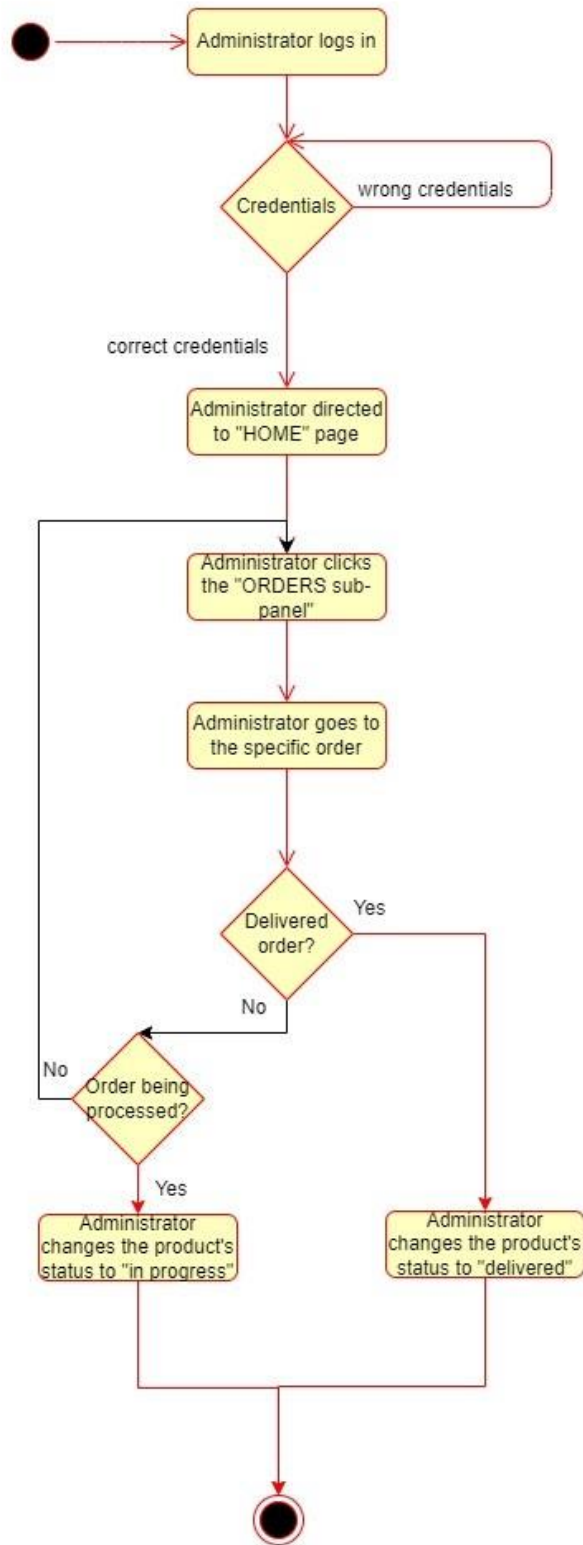 Administrator logs in
Credentials
wrong credentials
correct credentials
Administrator directed
to "HOME" page
Administrator clicks
the "ORDERS sub-
panel"
Administrator goes to
the specific order
Delivered
order?
Yes
No
No
Order being
processed?
Yes
Administrator
changes the product's
status to "in progress"
Administrator
changes the product's
status to "delivered"